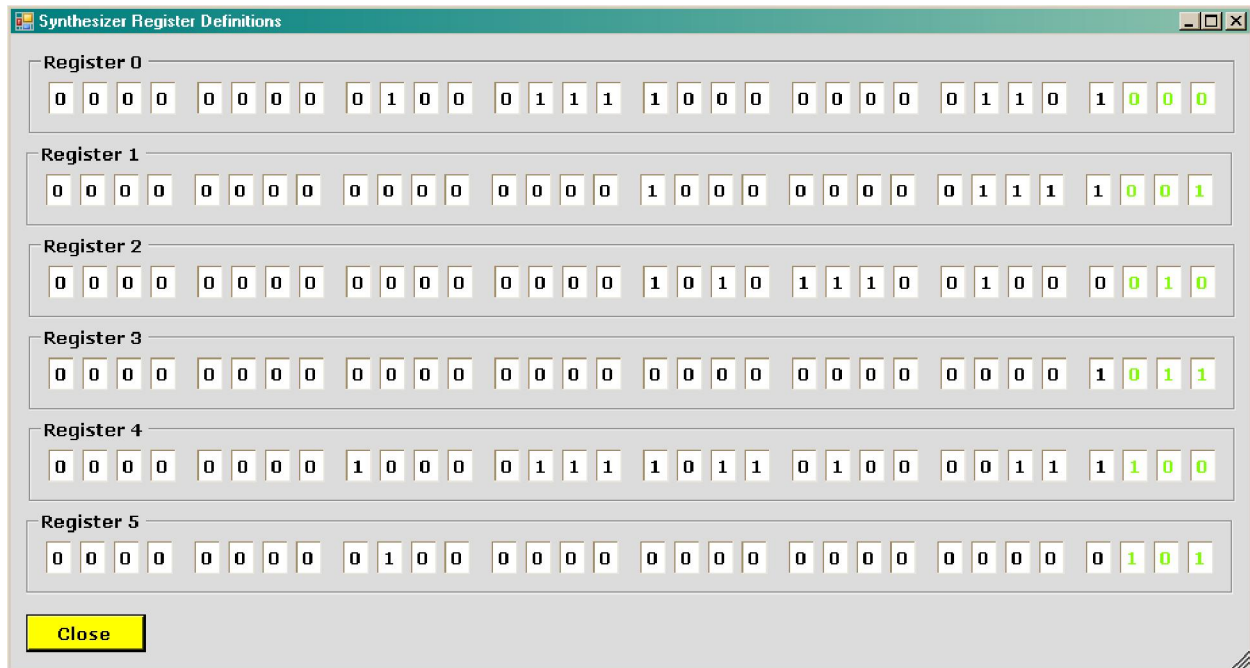 Synthesizer Register Definitions
Register 0
0 0 0 0 0 0 0 0 0 1 0 0 0 1 1 1 1 0 0 0 0 0 0 0 0 1 1 0 1 0 0 0
Register 1
0 0 0 0 0 0 0 0 0 0 0 0 0 0 0 0 1 0 0 0 0 0 0 0 0 1 1 1 1 0 0 1
Register 2
0 0 0 0 0 0 0 0 0 0 0 0 0 0 0 0 1 0 1 0 1 1 1 0 0 1 0 0 0 0 1 0
Register 3
0 0 0 0 0 0 0 0 0 0 0 0 0 0 0 0 0 0 0 0 0 0 0 0 0 0 0 0 1 0 1 1
Register 4
0 0 0 0 0 0 0 0 1 0 0 0 0 1 1 1 1 0 1 1 0 1 0 0 0 0 1 1 1 1 0 0
Register 5
0 0 0 0 0 0 0 0 0 1 0 0 0 0 0 0 0 0 0 0 0 0 0 0 0 0 0 0 0 1 0 1
Close